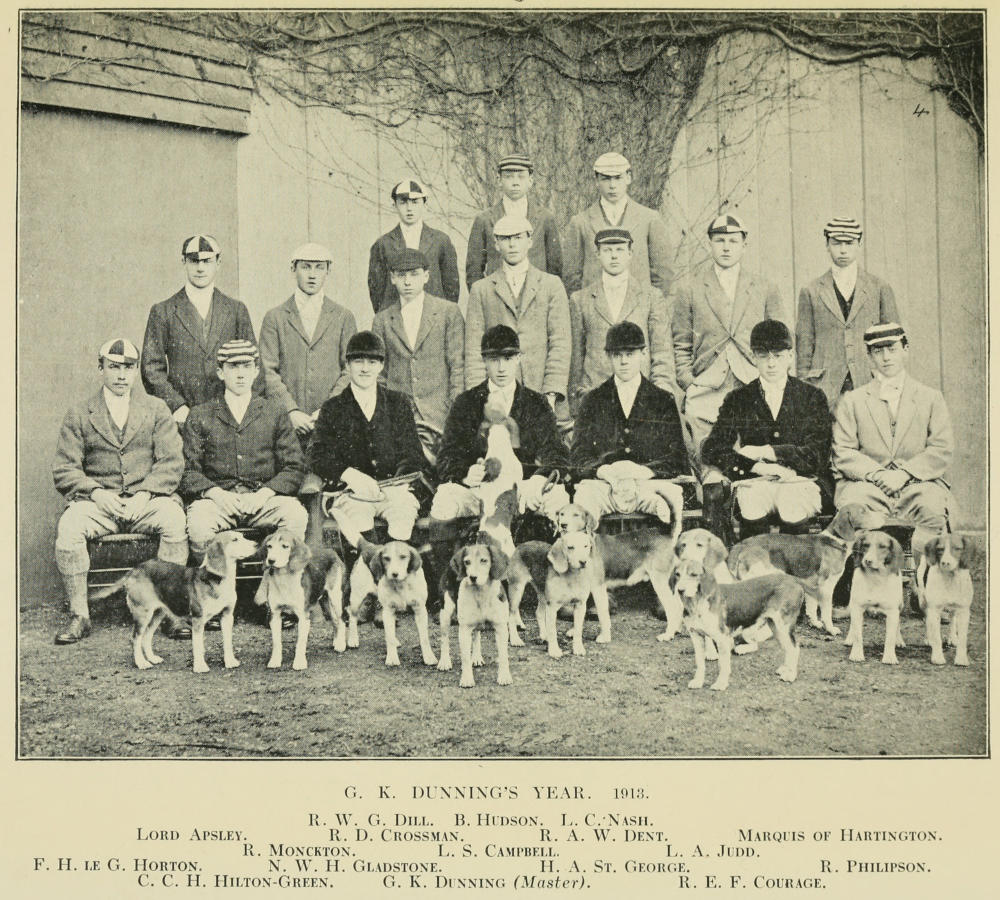 4
G. K. DUNNING'S YEAR. 1913.
R. W. G. DILL. B. HUDSON. L. C. NASH.
LORD APSLEY. R. D. CROSSMAN. R. A. W. DENT. MARQUIS OF HARTINGTON.
R. MONCKTON. L. S. CAMPBELL. L. A. JUDD.
F. H. LE G. HORTON. N. W. H. GLADSTONE. H. A. ST. GEORGE. R. PHILIPSON.
C. C. H. HILTON-GREEN. G. K. DUNNING (Master). R. E. F. COURAGE.